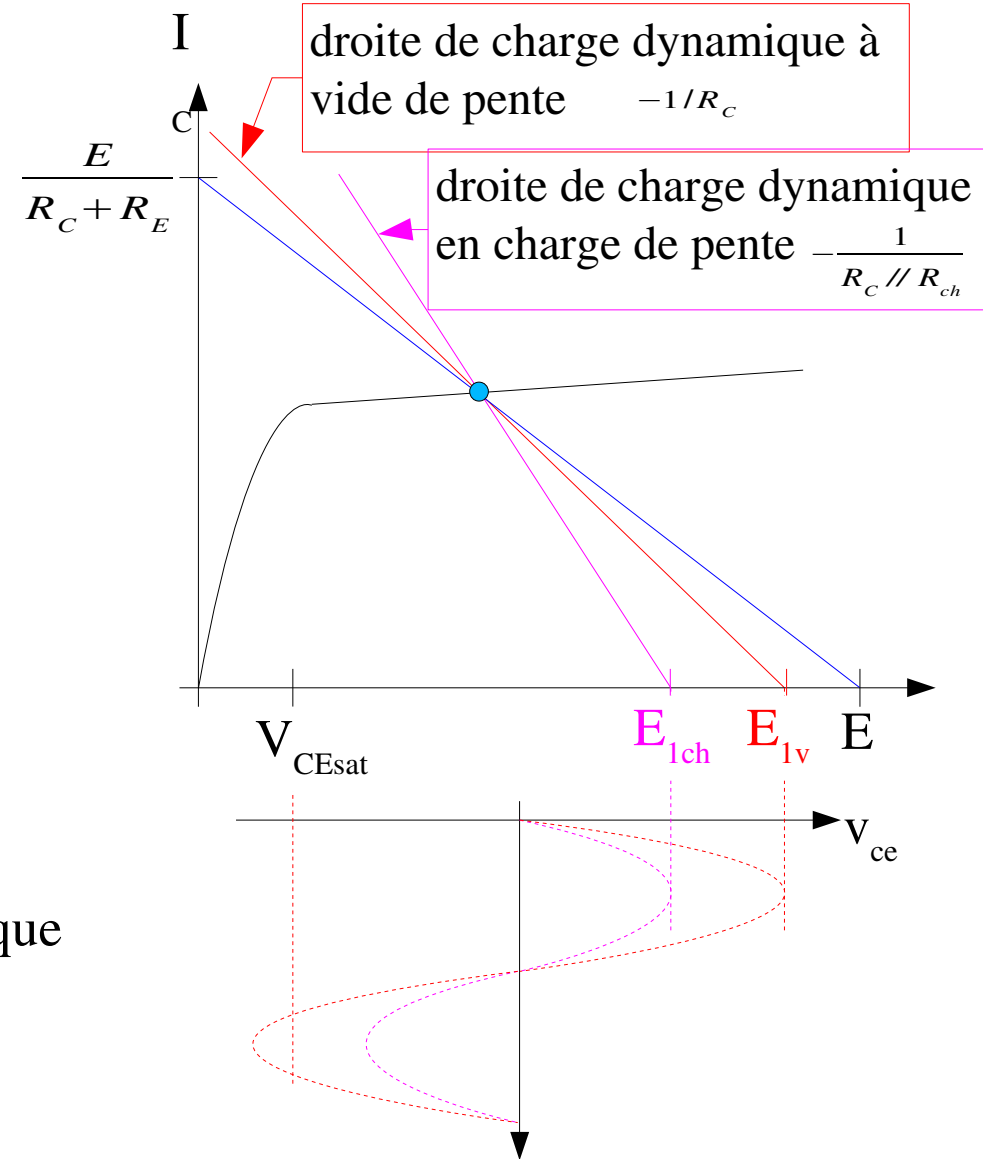 I
C
droite de charge dynamique à
vide de pente −1/R_C
E
R_C+R_E
droite de charge dynamique
en charge de pente −1/(R_C // R_ch)
V_CEsat
E_1ch
E_1v
E
v_ce
que